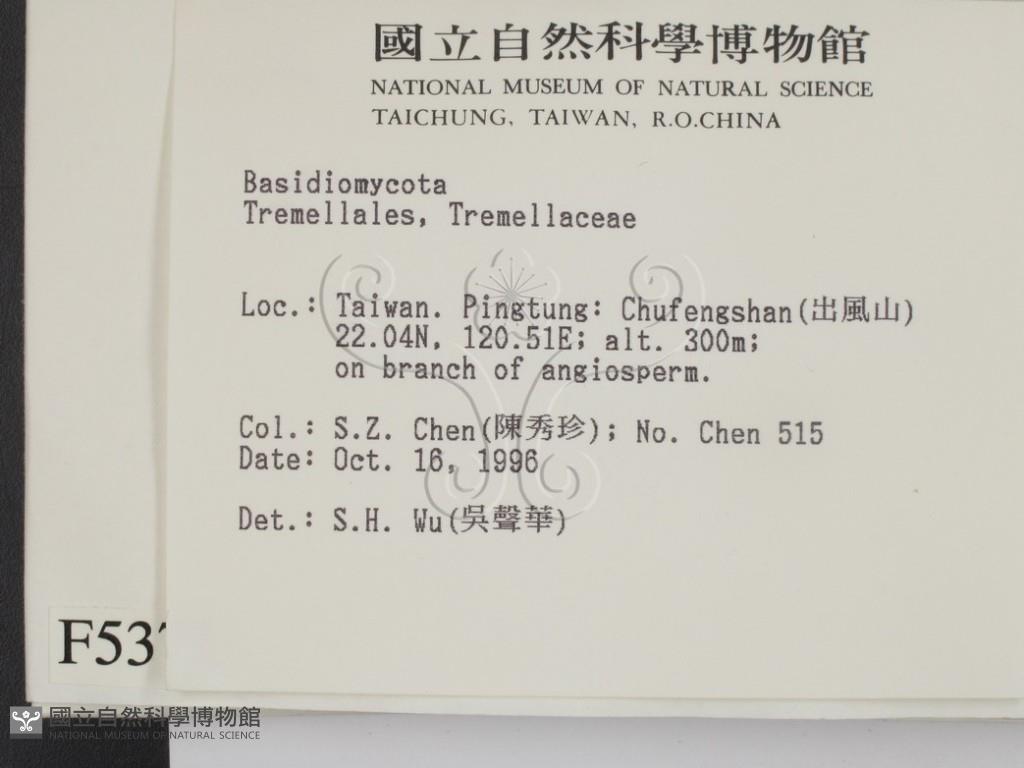 國立自然科學博物館
NATIONAL MUSEUM OF NATURAL SCIENCE
TAICHUNG, TAIWAN, R.O.CHINA
Basidiomycota
Tremellales, Tremellaceae
Loc.: Taiwan. Pingtung: Chufengshan(出風山)
22.04N, 120.51E; alt. 300m;
on branch of angiosperm.
Col.: S.Z. Chen(陳秀珍); No. Chen 515
Date: Oct. 16, 1996
Det.: S.H. Wu(吳聲華)
F537
國立自然科學博物館
NATIONAL MUSEUM OF NATURAL SCIENCE